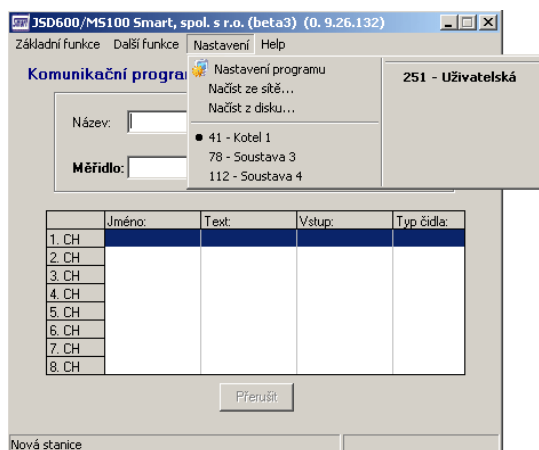 JSD600/MS100 Smart, spol. s r.o. (beta3) (0. 9.26.132)
Základní funkce Další funkce Nastavení Help
Komunikační progra
Nastavení programu
Načíst ze sítě...
Načíst z disku...
41 - Kotel 1
78 - Soustava 3
112 - Soustava 4
251 - Uživatelská
Název:
Měřidlo:
Jméno: Text: Vstup: Typ čidla:
1. CH
2. CH
3. CH
4. CH
5. CH
6. CH
7. CH
8. CH
Přerušit
Nová stanice